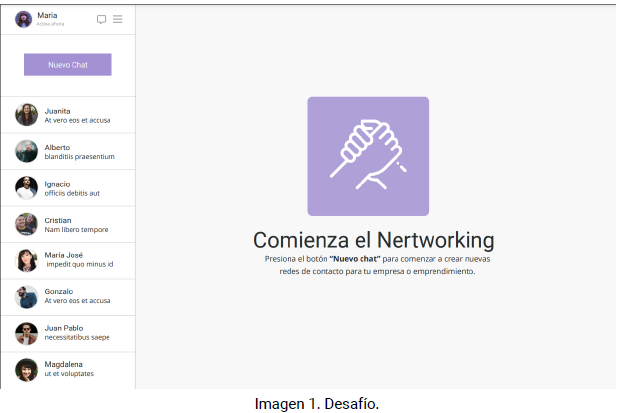 Maria
Activa ahora
Nuevo Chat
Juanita
At vero eos et accusa
Alberto
blanditiis praesentium
Ignacio
officiis debitis aut
Cristian
Nam libero tempore
María José
impedit quo minus id
Gonzalo
At vero eos et accusa
Juan Pablo
necessitatibus saepe
Magdalena
ut et voluptates
Comienza el Nertworking
Presiona el botón “Nuevo chat” para comenzar a crear nuevas
redes de contacto para tu empresa o emprendimiento.
Imagen 1. Desafío.